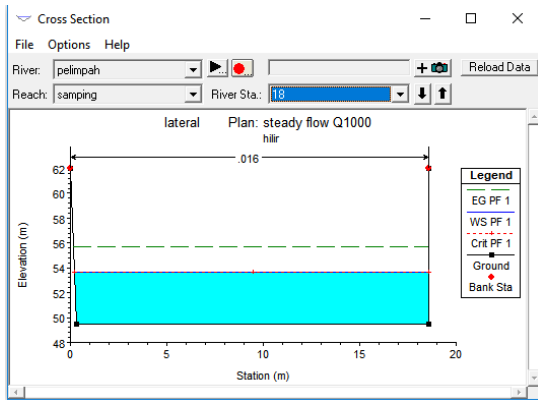 Cross Section
File Options Help
River: pelimpah Reload Data
Reach: samping River Sta.: 18
lateral Plan: steady flow Q1000
hilir
.016
62
60
58
56
54
52
50
48
0 5 10 15 20
Elevation (m)
Station (m)
Legend
EG PF 1
WS PF 1
Crit PF 1
Ground
Bank Sta